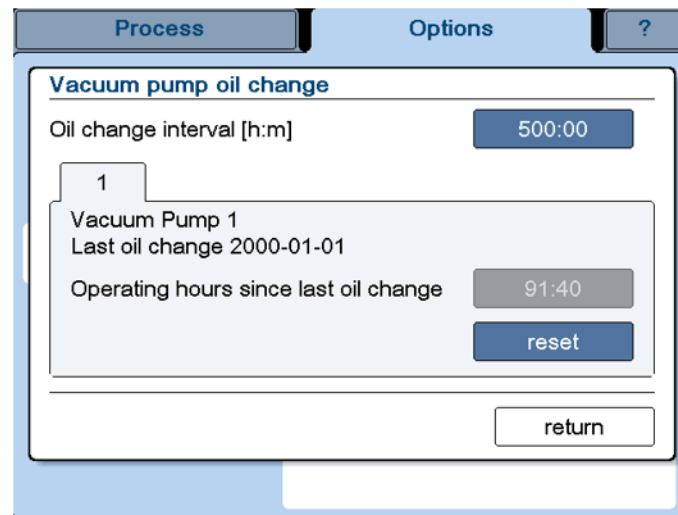 Process Options ?
Vacuum pump oil change
Oil change interval [h:m] 500:00
1
Vacuum Pump 1
Last oil change 2000-01-01
Operating hours since last oil change 91:40
reset
return